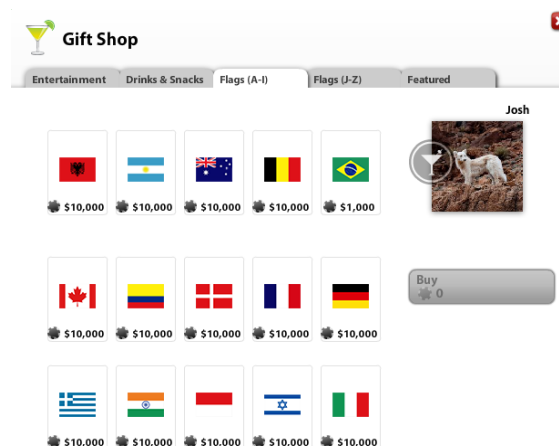 Gift Shop
Entertainment
Drinks & Snacks
Flags (A-I)
Flags (J-Z)
Featured
Josh
$10,000
$10,000
$10,000
$10,000
$1,000
Buy
0
$10,000
$10,000
$10,000
$10,000
$10,000
$10,000
$10,000
$10,000
$10,000
$10,000